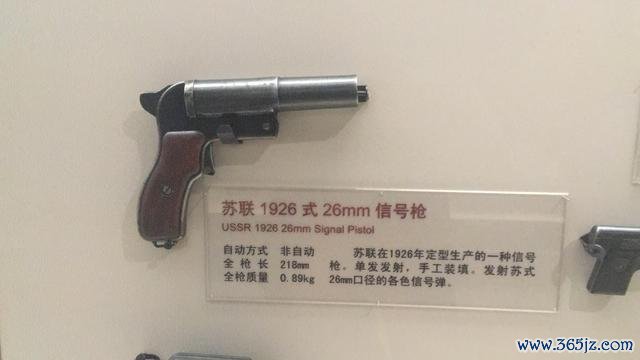 苏联 1926 式 26mm 信号枪
USSR 1926 26mm Signal Pistol
自动方式 非自动
全 枪 长 218mm
全枪质量 0.89kg
苏联在1926年定型生产的一种信号
枪。单发发射，手工装填。发射苏式
26mm口径的各色信号弹。
www.365jz.com